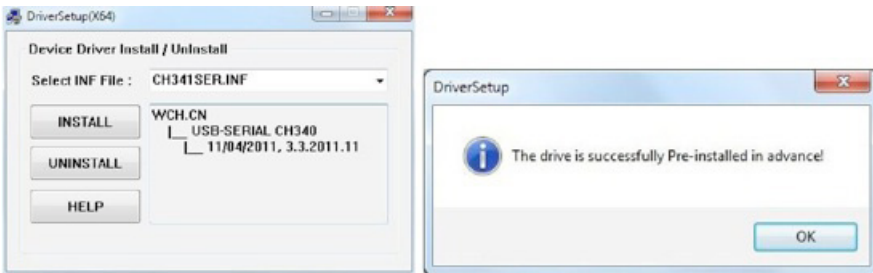 DriverSetup(X64)
Device Driver Install / UnInstall
Select INF File :
CH341SER.INF
INSTALL
UNINSTALL
HELP
WCH.CN
|__ USB-SERIAL CH340
|__ 11/04/2011, 3.3.2011.11
DriverSetup
The drive is successfully Pre-installed in advance!
OK